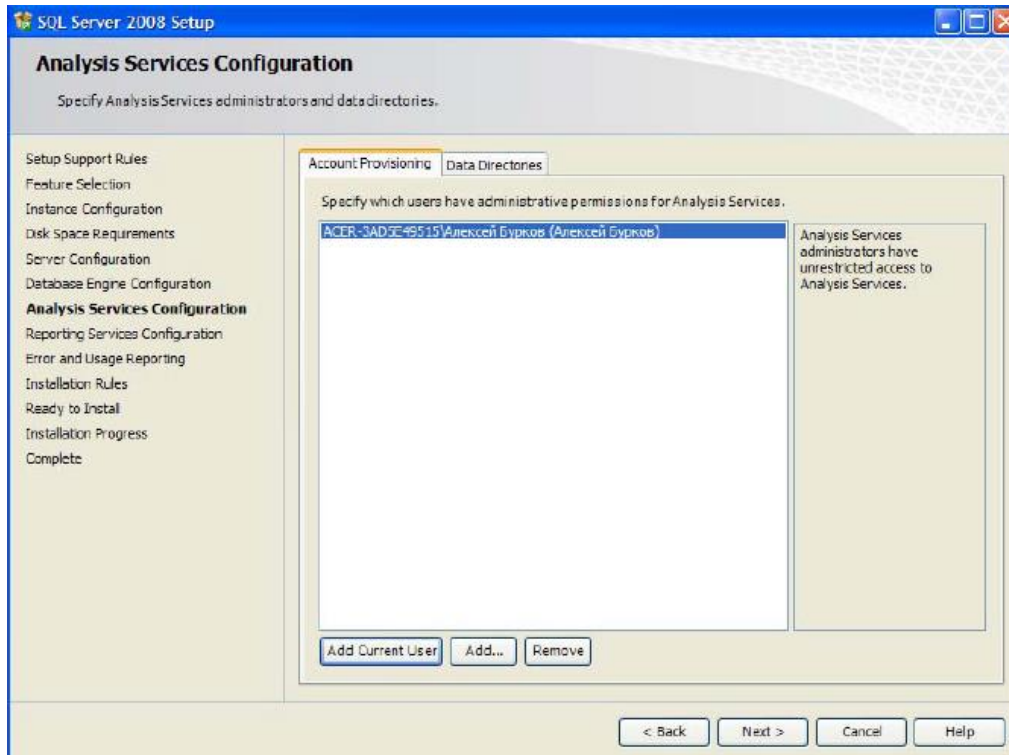 SQL Server 2008 Setup
Analysis Services Configuration
Specify Analysis Services administrators and data directories.
Setup Support Rules
Feature Selection
Instance Configuration
Disk Space Requirements
Server Configuration
Database Engine Configuration
Analysis Services Configuration
Reporting Services Configuration
Error and Usage Reporting
Installation Rules
Ready to Install
Installation Progress
Complete
Account Provisioning
Data Directories
Specify which users have administrative permissions for Analysis Services.
ACER-3AD5E49515\Алексей Бурков (Алексей Бурков)
Analysis Services
administrators have
unrestricted access to
Analysis Services.
Add Current User
Add...
Remove
< Back
Next >
Cancel
Help